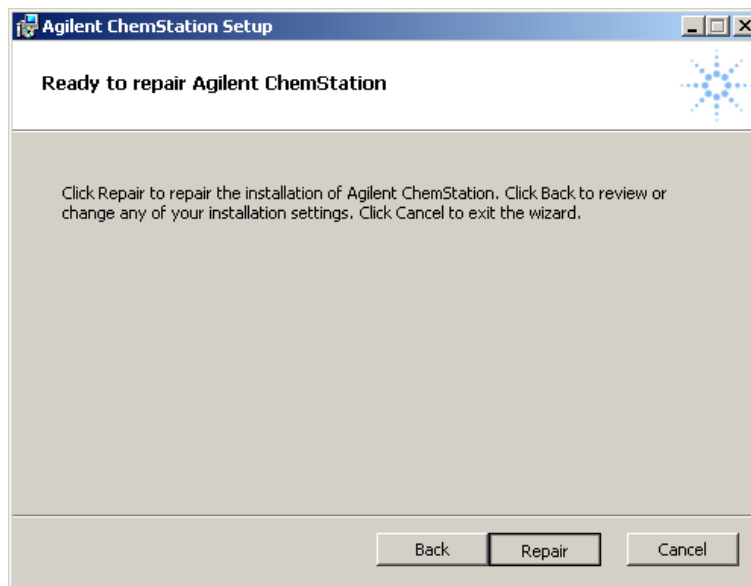 Agilent ChemStation Setup
Ready to repair Agilent ChemStation
Click Repair to repair the installation of Agilent ChemStation. Click Back to review or
change any of your installation settings. Click Cancel to exit the wizard.
Back Repair Cancel